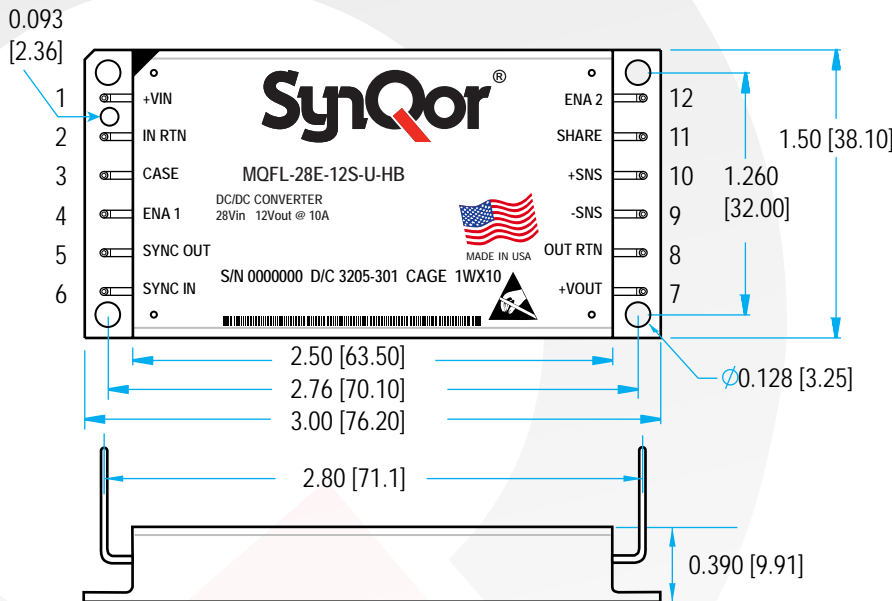 0.093
[2.36]
SynQor®
1
+VIN
ENA 2
12
2
IN RTN
SHARE
11
1.50 [38.10]
3
CASE
MQFL-28E-12S-U-HB
+SNS
10
1.260
[32.00]
DC/DC CONVERTER
28Vin 12Vout @ 10A
4
ENA 1
-SNS
9
5
SYNC OUT
MADE IN USA
OUT RTN
8
S/N 0000000 D/C 3205-301 CAGE 1WX10
6
SYNC IN
+VOUT
7
2.50 [63.50]
2.76 [70.10]
Ø0.128 [3.25]
3.00 [76.20]
2.80 [71.1]
0.390 [9.91]